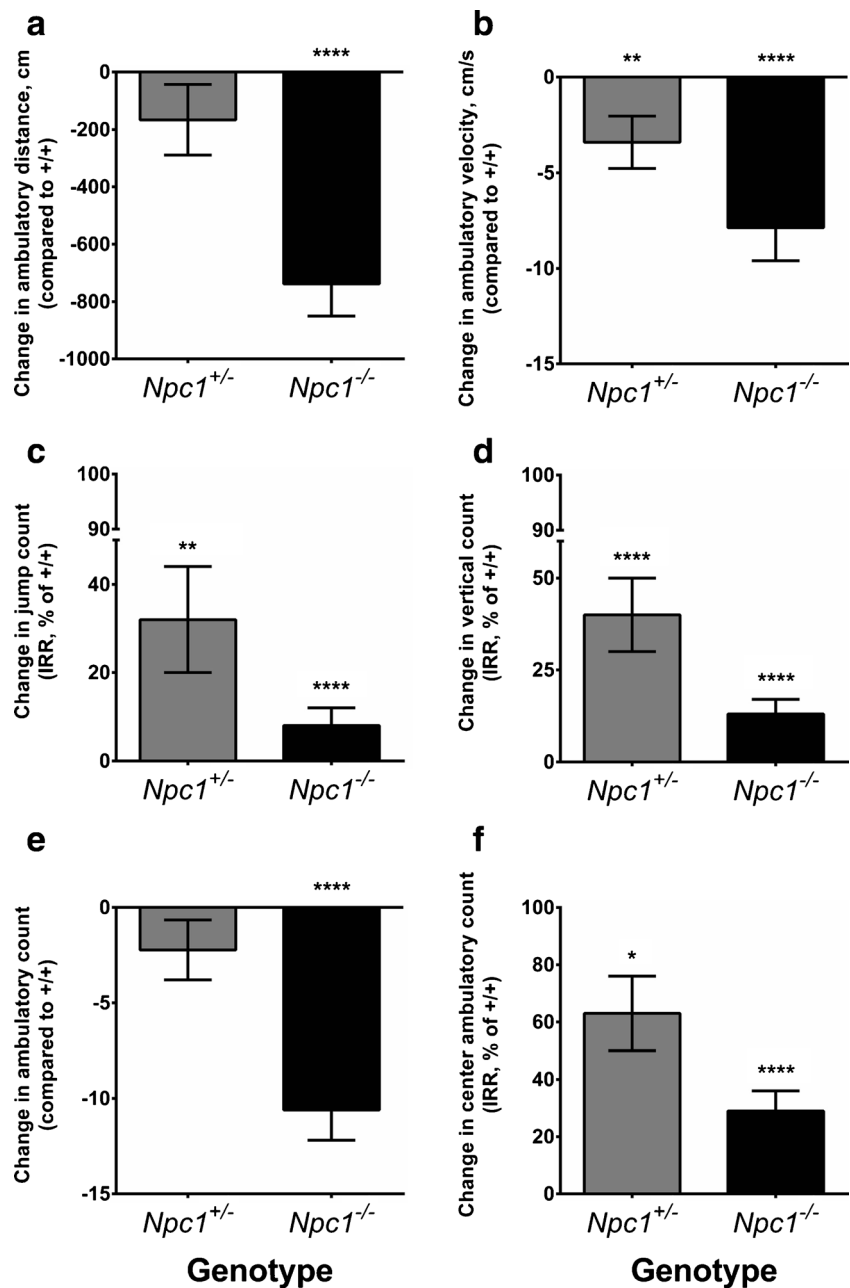 a
Change in ambulatory distance, cm
(compared to +/+)
0
-200
-400
-600
-800
-1000
****
Npc1+/-
Npc1-/-
b
Change in ambulatory velocity, cm/s
(compared to +/+)
0
-5
-10
-15
**
****
Npc1+/-
Npc1-/-
c
Change in jump count
(IRR, % of +/+)
100
90
40
20
0
**
****
Npc1+/-
Npc1-/-
d
Change in vertical count
(IRR, % of +/+)
100
90
50
25
0
****
****
Npc1+/-
Npc1-/-
e
Change in ambulatory count
(compared to +/+)
0
-5
-10
-15
****
Npc1+/-
Npc1-/-
Genotype
f
Change in center ambulatory count
(IRR, % of +/+)
100
80
60
40
20
0
*
****
Npc1+/-
Npc1-/-
Genotype